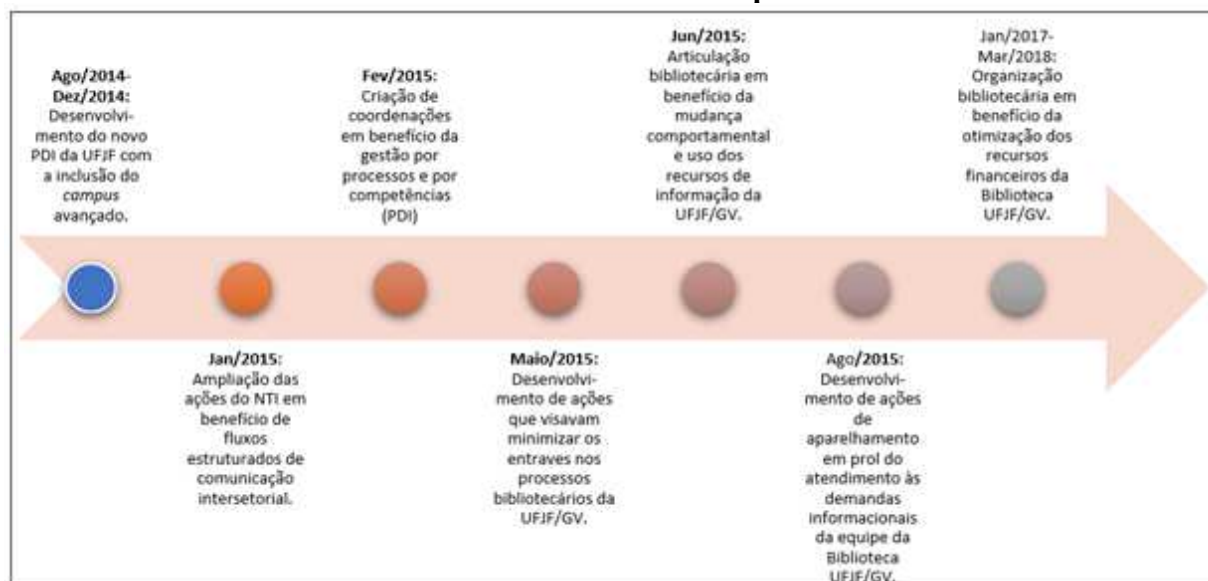 Ago/2014-
Dez/2014:
Desenvolvi-
mento do novo
PDI da UFJF com
a inclusão do
campus
avançado.
Jan/2015:
Ampliação das
ações do NTI em
benefício de
fluxos
estruturados de
comunicação
intersetorial.
Fev/2015:
Criação de
coordenações
em benefício da
gestão por
processos e por
competências
(PDI)
Maio/2015:
Desenvolvi-
mento de ações
que visavam
minimizar os
entraves nos
processos
bibliotecários da
UFJF/GV.
Jun/2015:
Articulação
bibliotecária em
benefício da
mudança
comportamental
e uso dos
recursos de
informação da
UFJF/GV.
Ago/2015:
Desenvolvi-
mento de ações
de
aparelhamento
em prol do
atendimento às
demandas
informacionais
da equipe da
Biblioteca
UFJF/GV.
Jan/2017-
Mar/2018:
Organização
bibliotecária em
benefício da
otimização dos
recursos
financeiros da
Biblioteca
UFJF/GV.